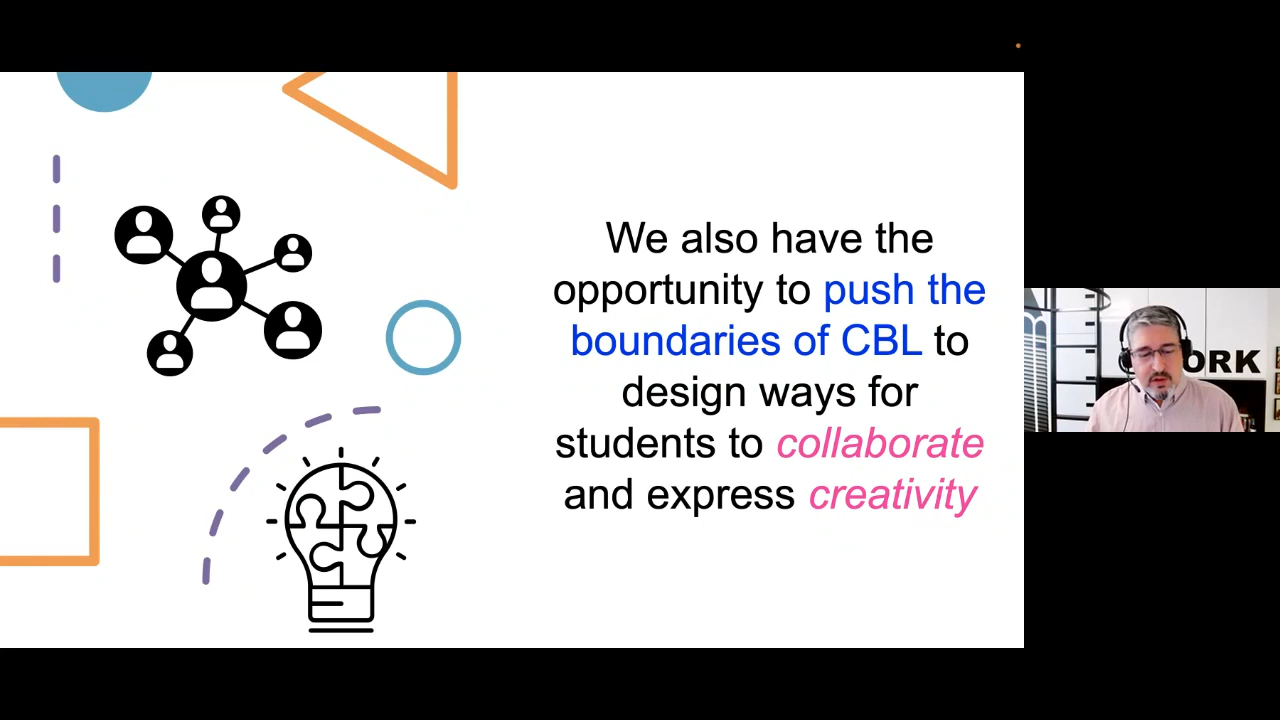 We also have the
opportunity to push the
boundaries of CBL to
design ways for
students to collaborate
and express creativity
ORK